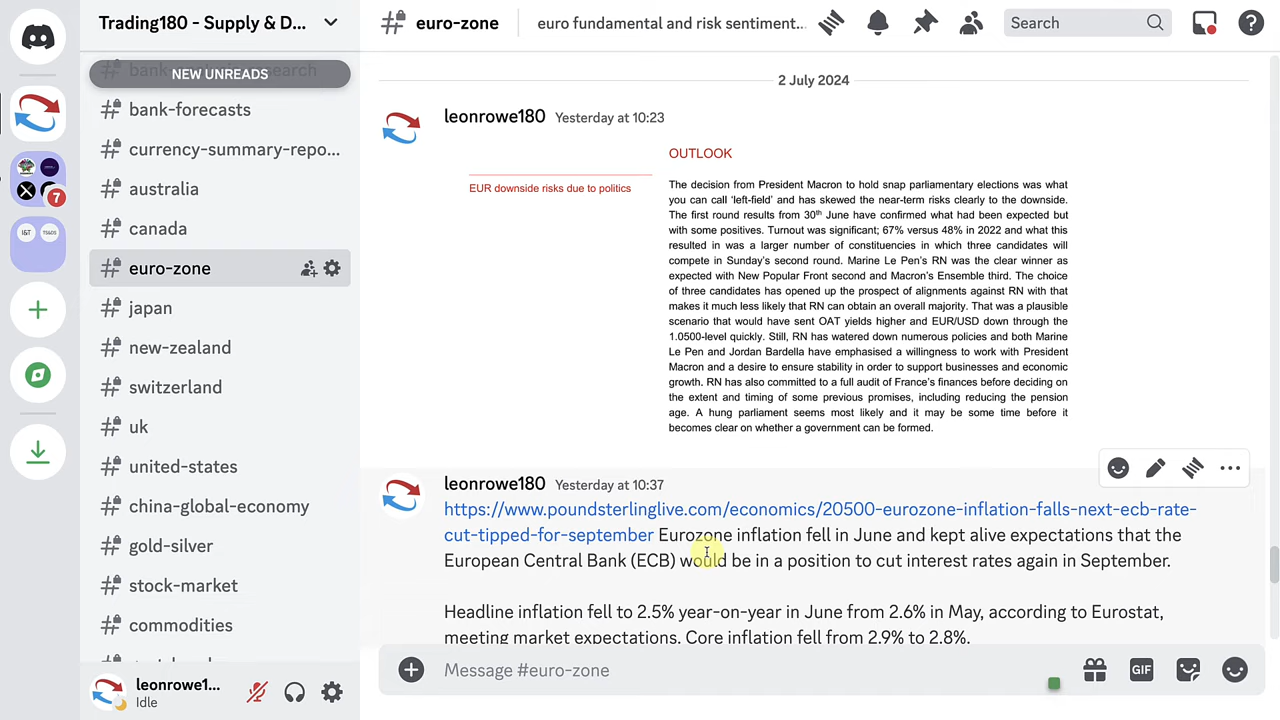 Trading180 - Supply & D...
euro-zone
euro fundamental and risk sentiment...
Search
NEW UNREADS
bank-forecasts
currency-summary-repo...
australia
canada
euro-zone
japan
new-zealand
switzerland
uk
united-states
china-global-economy
gold-silver
stock-market
commodities
7
I&T
leonrowe1...
Idle
2 July 2024
leonrowe180 Yesterday at 10:23
OUTLOOK
EUR downside risks due to politics
The decision from President Macron to hold snap parliamentary elections was what
you can call 'left-field' and has skewed the near-term risks clearly to the downside.
The first round results from 30th June have confirmed what had been expected but
with some positives. Turnout was significant; 67% versus 48% in 2022 and what this
resulted in was a larger number of constituencies in which three candidates will
compete in Sunday's second round. Marine Le Pen's RN was the clear winner as
expected with New Popular Front second and Macron's Ensemble third. The choice
of three candidates has opened up the prospect of alignments against RN with that
makes it much less likely that RN can obtain an overall majority. That was a plausible
scenario that would have sent OAT yields higher and EUR/USD down through the
1.0500-level quickly. Still, RN has watered down numerous policies and both Marine
Le Pen and Jordan Bardella have emphasised a willingness to work with President
Macron and a desire to ensure stability in order to support businesses and economic
growth. RN has also committed to a full audit of France's finances before deciding on
the extent and timing of some previous promises, including reducing the pension
age. A hung parliament seems most likely and it may be some time before it
becomes clear on whether a government can be formed.
leonrowe180 Yesterday at 10:37
https://www.poundsterlinglive.com/economics/20500-eurozone-inflation-falls-next-ecb-rate-
cut-tipped-for-september Eurozone inflation fell in June and kept alive expectations that the
European Central Bank (ECB) would be in a position to cut interest rates again in September.
Headline inflation fell to 2.5% year-on-year in June from 2.6% in May, according to Eurostat,
meeting market expectations. Core inflation fell from 2.9% to 2.8%.
Message #euro-zone
GIF